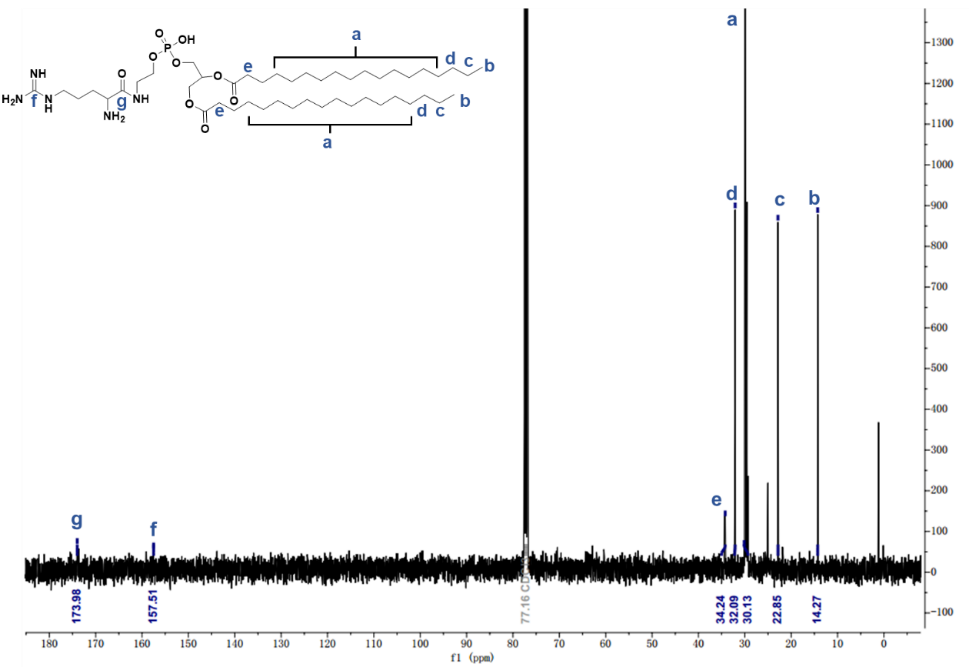 a
O
P
OH
O
O
O
NH
H₂N
f
N
H
O
g
NH
NH₂
O
O
O
O
e
e
d
c
b
d
c
b
a
a
d
c
b
e
g
f
1300
1200
1100
1000
900
800
700
600
500
400
300
200
100
0
-100
173.98
157.51
77.16 CD
34.24
32.09
30.13
22.85
14.27
180 170 160 150 140 130 120 110 100 90 80 70 60 50 40 30 20 10 0
f1 (ppm)